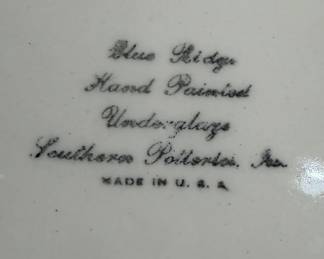 Blue Ridge
Hand Painted
Underglaze
Southern Potteries, Inc.
MADE IN U. S. A.